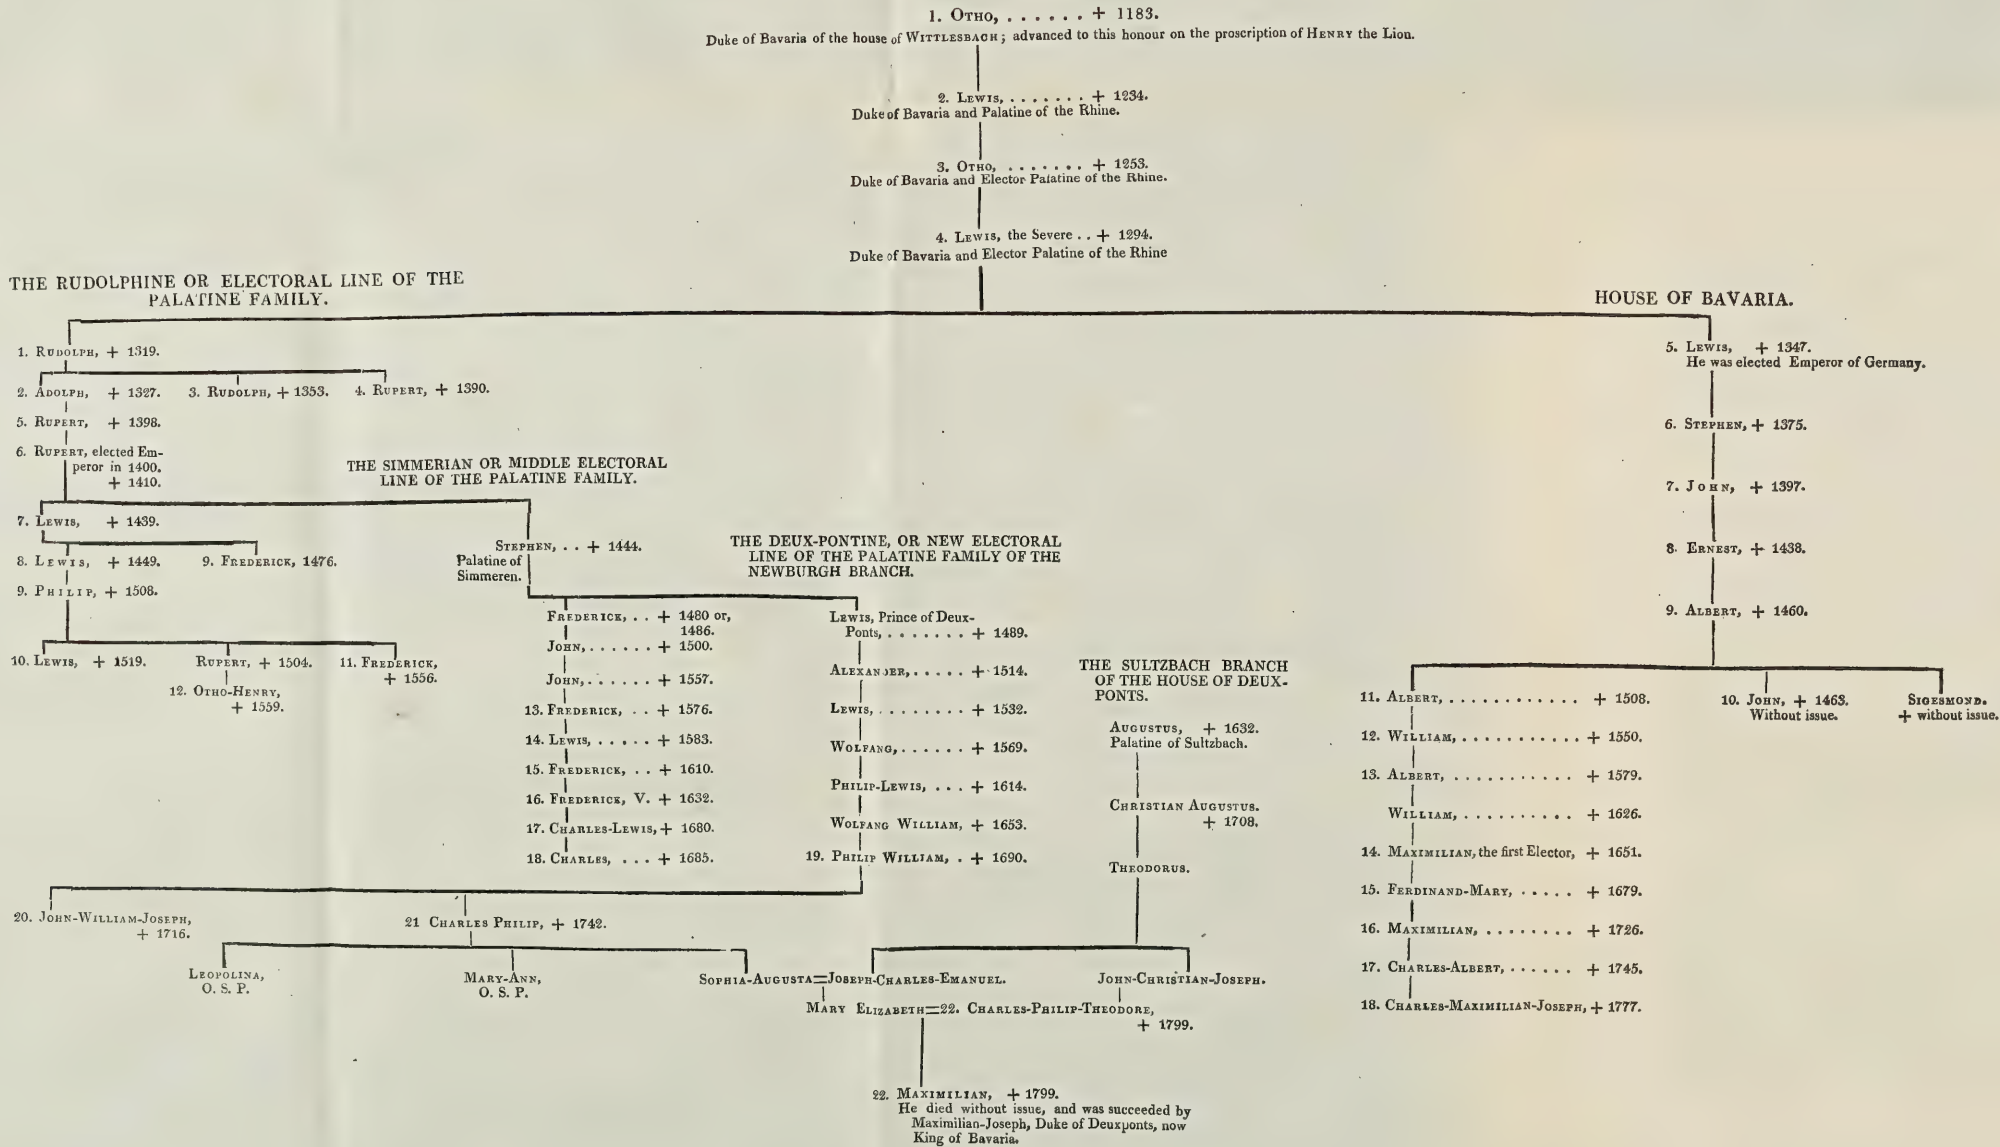 1. OTHO, . . . . . . + 1183.
Duke of Bavaria of the house of WITTLESBACH; advanced to this honour on the proscription of HENRY the Lion.
2. LEWIS, . . . . . . . + 1234.
Duke of Bavaria and Palatine of the Rhine.
3. OTHO, . . . . . . . + 1253.
Duke of Bavaria and Elector Palatine of the Rhine.
4. LEWIS, the Severe . . + 1294.
Duke of Bavaria and Elector Palatine of the Rhine
THE RUDOLPHINE OR ELECTORAL LINE OF THE
PALATINE FAMILY.
1. RUDOLPH, + 1319.
2. ADOLPH, + 1327. 3. RUDOLPH, + 1353. 4. RUPERT, + 1390.
5. RUPERT, + 1398.
6. RUPERT, elected Em-
peror in 1400.
+ 1410.
7. LEWIS, + 1439.
8. LEWIS, + 1449. 9. FREDERICK, 1476.
9. PHILIP, + 1508.
10. LEWIS, + 1519. RUPERT, + 1504. 11. FREDERICK,
+ 1556.
12. OTHO-HENRY,
+ 1559.
THE SIMMERIAN OR MIDDLE ELECTORAL
LINE OF THE PALATINE FAMILY.
STEPHEN, . . + 1444.
Palatine of
Simmeren.
FREDERICK, . . + 1480 or,
1486.
JOHN, . . . . . . + 1500.
JOHN, . . . . . . + 1557.
13. FREDERICK, . . + 1576.
14. LEWIS, . . . . . + 1583.
15. FREDERICK, . . + 1610.
16. FREDERICK, V. + 1632.
17. CHARLES-LEWIS, + 1680.
18. CHARLES, . . . + 1685.
THE DEUX-PONTINE, OR NEW ELECTORAL
LINE OF THE PALATINE FAMILY OF THE
NEWBURGH BRANCH.
LEWIS, Prince of Deux-
Ponts, . . . . . . . + 1489.
ALEXANDER, . . . . . + 1514.
LEWIS, . . . . . . . . + 1532.
WOLFANG, . . . . . . + 1569.
PHILIP-LEWIS, . . . + 1614.
WOLFANG WILLIAM, + 1653.
19. PHILIP WILLIAM, . + 1690.
20. JOHN-WILLIAM-JOSEPH,
+ 1716.
21 CHARLES PHILIP, + 1742.
LEOPOLINA,
O. S. P.
MARY-ANN,
O. S. P.
THE SULTZBACH BRANCH
OF THE HOUSE OF DEUX-
PONTS.
AUGUSTUS, + 1632.
Palatine of Sultzbach.
CHRISTIAN AUGUSTUS.
+ 1708.
THEODORUS.
SOPHIA-AUGUSTA=JOSEPH-CHARLES-EMANUEL. JOHN-CHRISTIAN-JOSEPH.
MARY ELIZABETH=22. CHARLES-PHILIP-THEODORE,
+ 1799.
22. MAXIMILIAN, + 1799.
He died without issue, and was succeeded by
Maximilian-Joseph, Duke of Deuxponts, now
King of Bavaria.
HOUSE OF BAVARIA.
5. LEWIS, + 1347.
He was elected Emperor of Germany.
6. STEPHEN, + 1375.
7. JOHN, + 1397.
8. ERNEST, + 1438.
9. ALBERT, + 1460.
11. ALBERT, . . . . . . . . . . . . + 1508. 10. JOHN, + 1463. SIGESMOND.
Without issue. + without issue.
12. WILLIAM, . . . . . . . . . . . + 1550.
13. ALBERT, . . . . . . . . . . . + 1579.
WILLIAM, . . . . . . . . . . + 1626.
14. MAXIMILIAN, the first Elector, + 1651.
15. FERDINAND-MARY, . . . . . + 1679.
16. MAXIMILIAN, . . . . . . . . + 1726.
17. CHARLES-ALBERT, . . . . . . + 1745.
18. CHARLES-MAXIMILIAN-JOSEPH, + 1777.